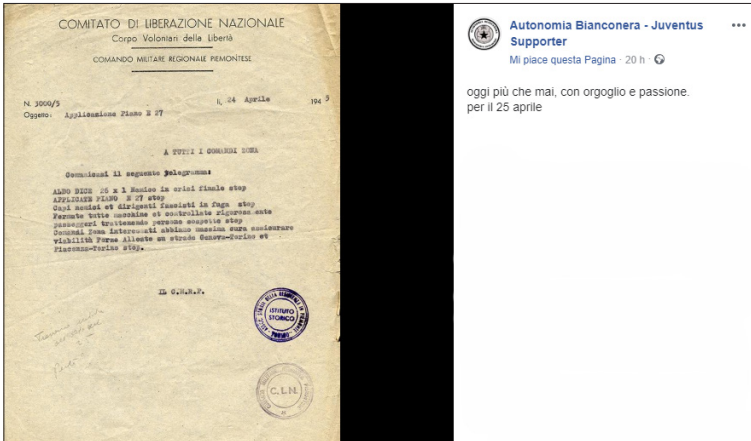 COMITATO DI LIBERAZIONE NAZIONALE
Corpo Volontari della Libertà
COMANDO MILITARE REGIONALE PIEMONTESE
N. 3000/5
li, 24 Aprile 1945
Oggetto: Applicazione Piano E 27
A TUTTI I COMANDI ZONA
Comunicasi il seguente telegramma:
ALDO DICE 26 x 1 Nemico in crisi finale stop
APPLICATE PIANO E 27 stop
Capi nemici et dirigenti fascisti in fuga stop
Fermate tutte macchine et controllate rigorosamente
passeggeri trattenendo persone sospette stop
Comandi Zona interessati abbiano massima cura assicurare
viabilità Forze Alleate su strade Genova-Torino et
Piacenza-Torino stop.
IL C.M.R.P.
ISTITUTO
STORICO
C.L.N.
Autonomia Bianconera - Juventus
Supporter
Mi piace questa Pagina · 20 h ·
oggi più che mai, con orgoglio e passione.
per il 25 aprile